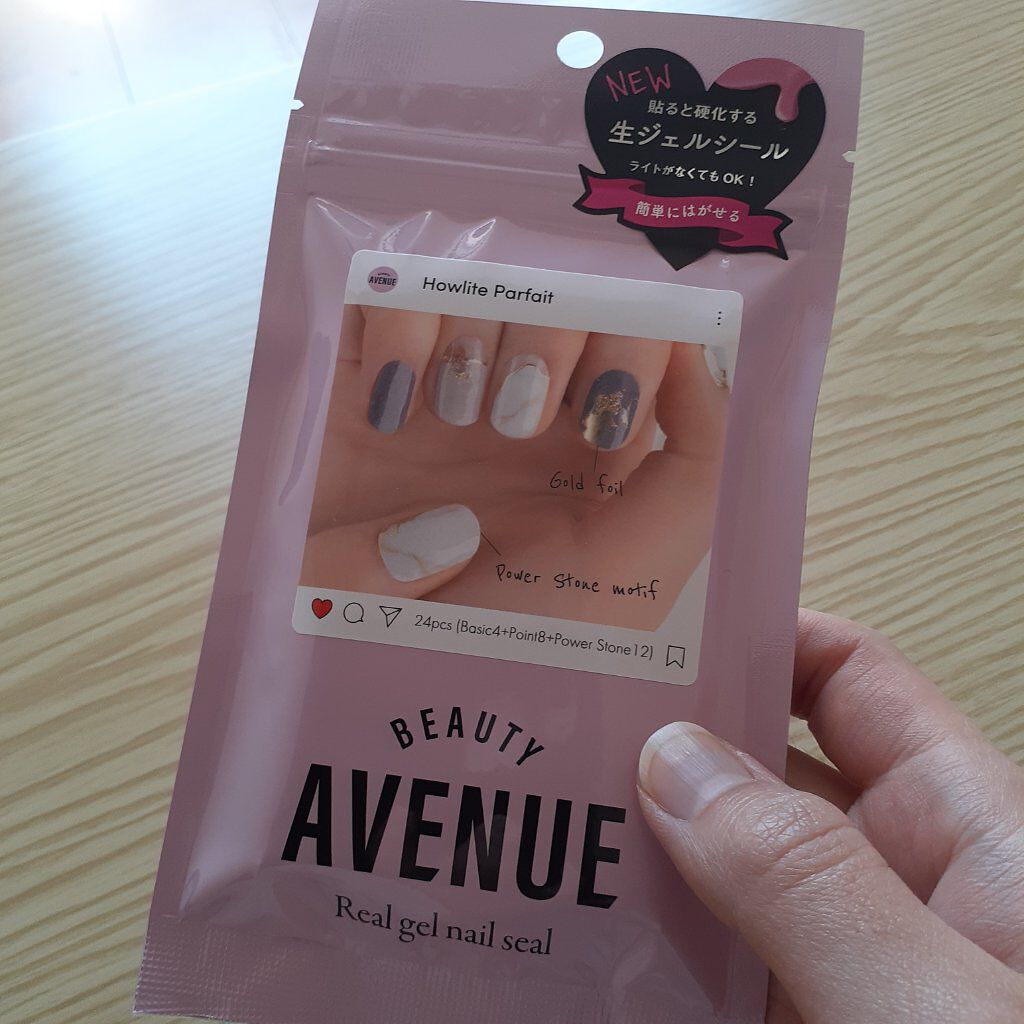 NEW
貼ると硬化する
生ジェルシール
ライトがなくてもOK!
簡単にはがせる
AVENUE
Howlite Parfait
Gold foil
Power Stone motif
24pcs (Basic4+Point8+Power Stone12)
BEAUTY
AVENUE
Real gel nail seal